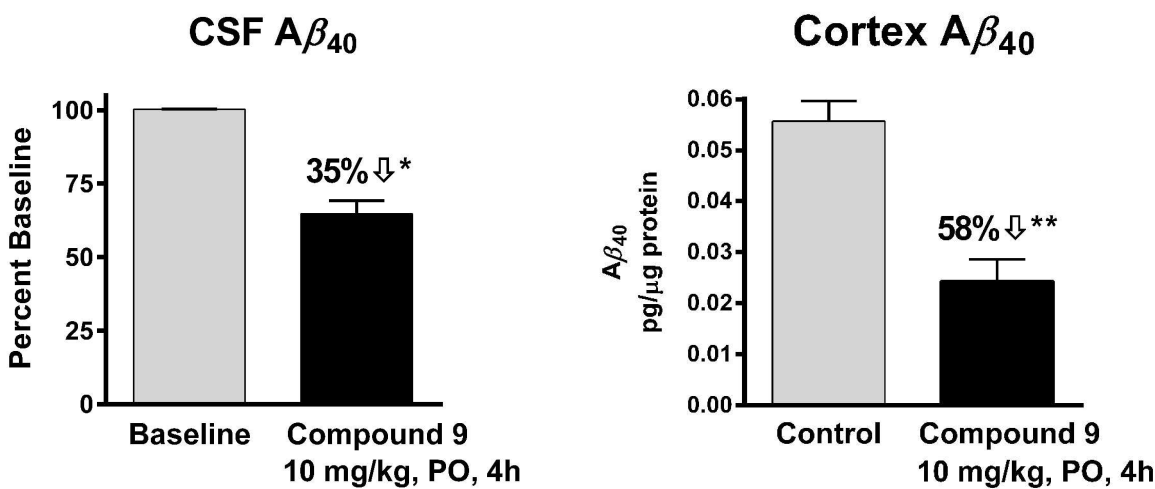 CSF Aβ40
Percent Baseline
100
75
50
25
0
35%⇩*
Baseline
Compound 9
10 mg/kg, PO, 4h
Cortex Aβ40
Aβ40
pg/µg protein
0.06
0.05
0.04
0.03
0.02
0.01
0.00
58%⇩**
Control
Compound 9
10 mg/kg, PO, 4h